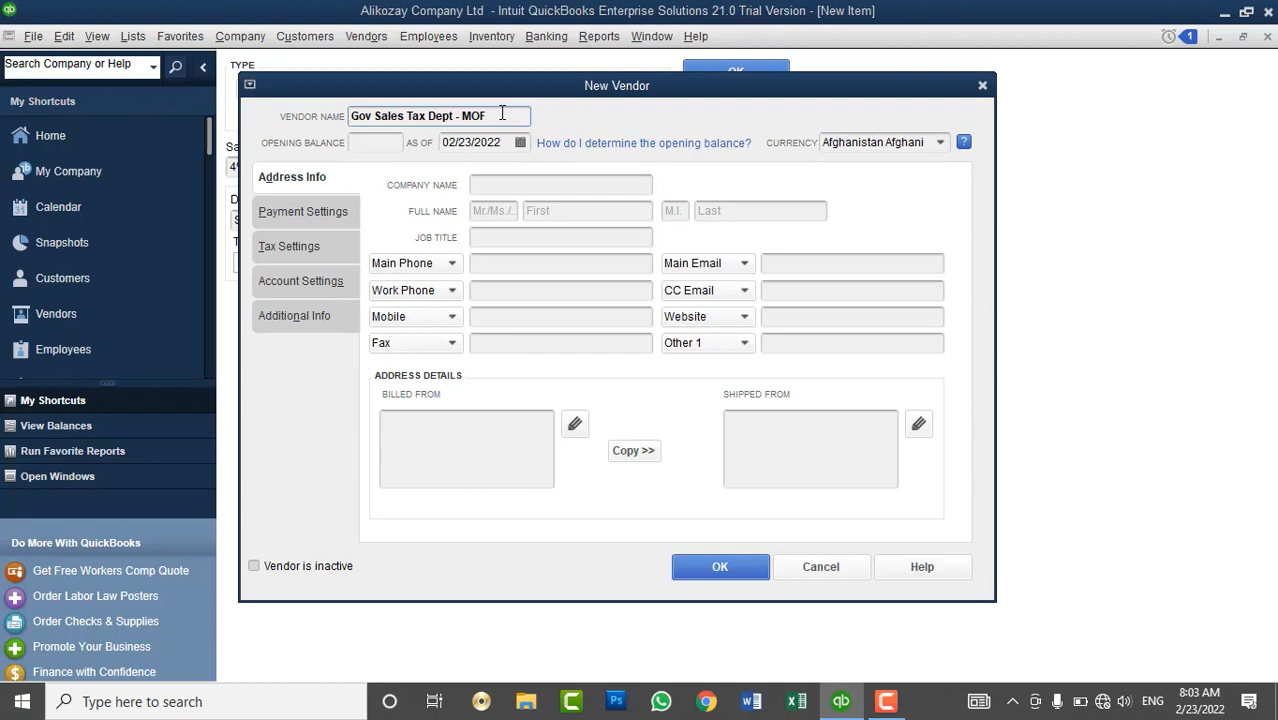 Alikozay Company Ltd - Intuit QuickBooks Enterprise Solutions 21.0 Trial Version - [New Item]
File Edit View Lists Favorites Company Customers Vendors Employees Inventory Banking Reports Window Help
1
Search Company or Help
TYPE
OK
My Shortcuts
Home
My Company
Calendar
Snapshots
Customers
Vendors
Employees
My Shortcuts
View Balances
Run Favorite Reports
Open Windows
Do More With QuickBooks
Get Free Workers Comp Quote
Order Labor Law Posters
Order Checks & Supplies
Promote Your Business
Finance with Confidence
New Vendor
VENDOR NAME Gov Sales Tax Dept - MOF
OPENING BALANCE AS OF 02/23/2022 How do I determine the opening balance? CURRENCY Afghanistan Afghani ?
Address Info
Payment Settings
Tax Settings
Account Settings
Additional Info
COMPANY NAME
FULL NAME Mr./Ms./.. First M.I. Last
JOB TITLE
Main Phone Main Email
Work Phone CC Email
Mobile Website
Fax Other 1
ADDRESS DETAILS
BILLED FROM SHIPPED FROM
Copy >>
Vendor is inactive OK Cancel Help
Type here to search
ENG
8:03 AM
2/23/2022